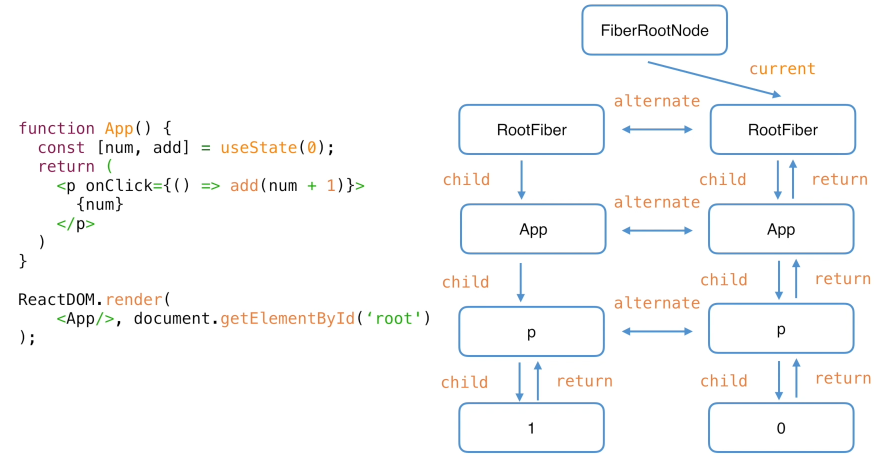 function App() {
  const [num, add] = useState(0);
  return (
    <p onClick={() => add(num + 1)}>
      {num}
    </p>
  )
}

ReactDOM.render(
    <App/>, document.getElementById(‘root')
);
FiberRootNode
current
RootFiber
alternate
RootFiber
child
child
return
App
alternate
App
child
child
return
p
alternate
p
child
return
child
return
1
0